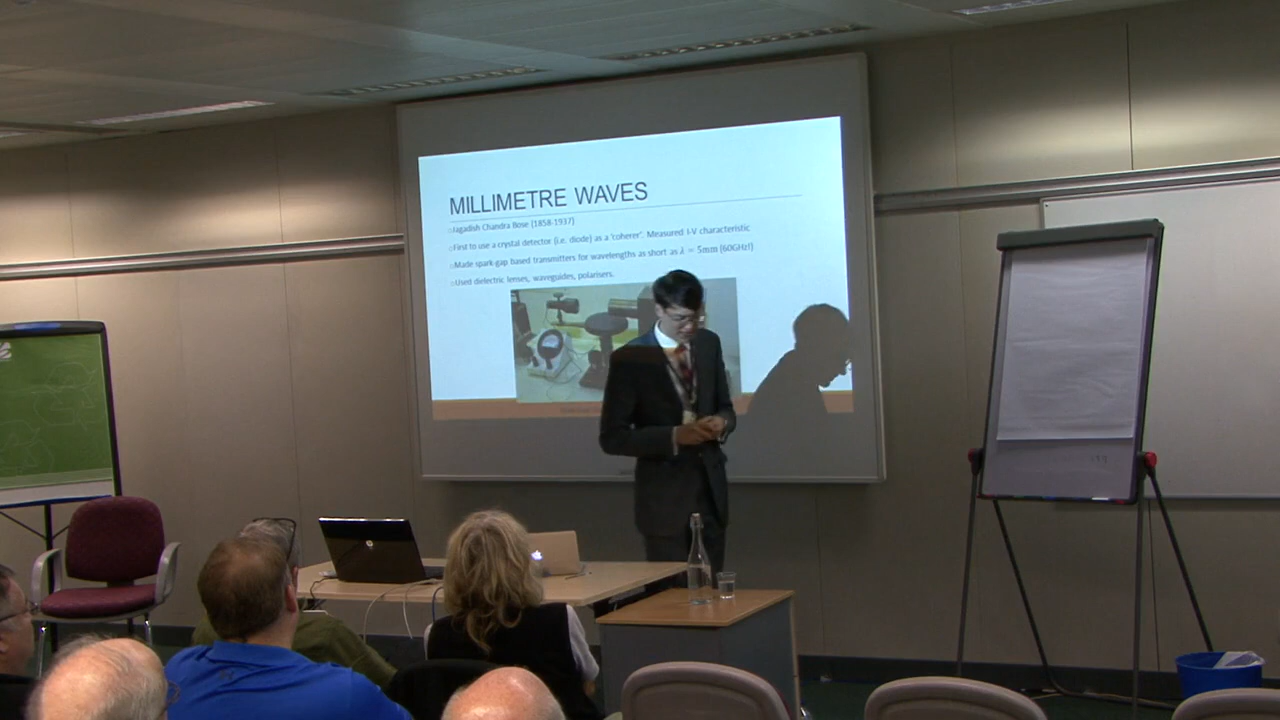 MILLIMETRE WAVES
Jagadish Chandra Bose (1858-1937)
First to use a crystal detector (i.e. diode) as a 'coherer'. Measured I-V characteristic
Made spark-gap based transmitters for wavelengths as short as λ = 5mm (60GHz!)
Used dielectric lenses, waveguides, polarisers.